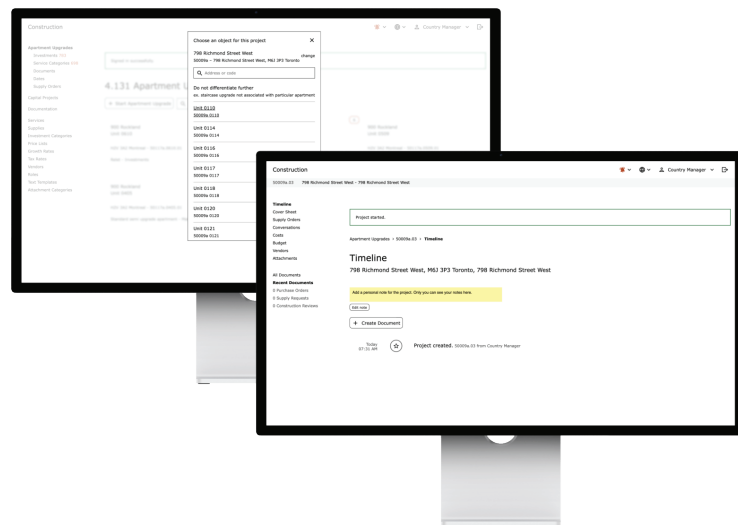 Construction
Country Manager
Apartment Upgrades
Investments
Service Categories
Documents
Dates
Supply Orders
Capital Projects
Documentation
Services
Supplies
Investment Categories
Price Lists
Growth Rates
Tax Rates
Vendors
Roles
Text Templates
Attachment Categories
4.131 Apartment U
Choose an object for this project
798 Richmond Street West
change
50009a - 798 Richmond Street West, M6J 3P3 Toronto
Address or code
Do not differentiate further
ex. staircase upgrade not associated with particular apartment
Unit 0110
50009a 0110
Unit 0114
50009a 0114
Unit 0116
50009a 0116
Unit 0117
50009a 0117
Unit 0118
50009a 0118
Unit 0120
50009a 0120
Unit 0121
50009a 0121
Construction
Country Manager
50009a.03 798 Richmond Street West - 798 Richmond Street West
Timeline
Cover Sheet
Supply Orders
Conversations
Costs
Budget
Vendors
Attachments
All Documents
Recent Documents
0 Purchase Orders
0 Supply Requests
0 Construction Reviews
Project started.
Apartment Upgrades › 50009a.03 › Timeline
Timeline
798 Richmond Street West, M6J 3P3 Toronto, 798 Richmond Street West
Add a personal note for the project. Only you can see your notes here.
Edit note
+ Create Document
Today
07:31 AM
Project created. 50009a.03 from Country Manager